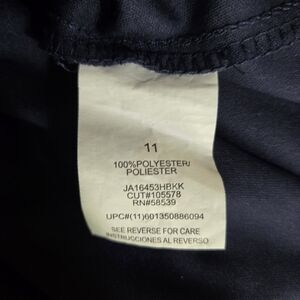 11
100%POLYESTER/
POLIESTER
JA16453HBKK
CUT#105578
RN#58539
UPC#(11)601350886094
SEE REVERSE FOR CARE
INSTRUCCIONES AL REVERSO